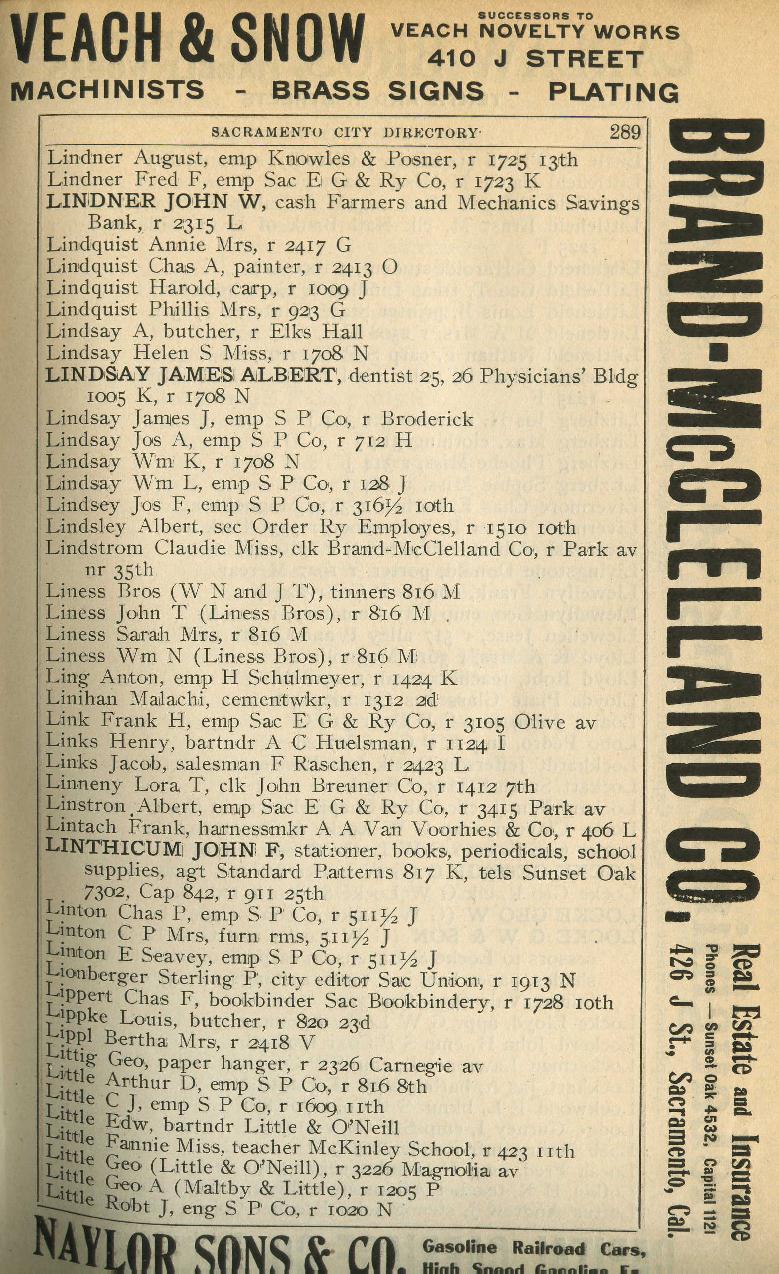 VEACH & SNOW
SUCCESSORS TO
VEACH NOVELTY WORKS
410 J STREET
MACHINISTS - BRASS SIGNS - PLATING
SACRAMENTO CITY DIRECTORY 289
Lindner August, emp Knowles & Posner, r 1725 13th
Lindner Fred F, emp Sac E G & Ry Co, r 1723 K
LINDNER JOHN W, cash Farmers and Mechanics Savings
Bank, r 2315 L
Lindquist Annie Mrs, r 2417 G
Lindquist Chas A, painter, r 2413 O
Lindquist Harold, carp, r 1009 J
Lindquist Phillis Mrs, r 923 G
Lindsay A, butcher, r Elks Hall
Lindsay Helen S Miss, r 1708 N
LINDSAY JAMES ALBERT, dentist 25, 26 Physicians' Bldg
1005 K, r 1708 N
Lindsay James J, emp S P Co, r Broderick
Lindsay Jos A, emp S P Co, r 712 H
Lindsay Wm K, r 1708 N
Lindsay Wm L, emp S P Co, r 128 J
Lindsey Jos F, emp S P Co, r 316½ 10th
Lindsley Albert, sec Order Ry Employes, r 1510 10th
Lindstrom Claudie Miss, clk Brand-McClelland Co, r Park av
nr 35th
Liness Bros (W N and J T), tinners 816 M
Liness John T (Liness Bros), r 816 M
Liness Sarah Mrs, r 816 M
Liness Wm N (Liness Bros), r 816 M
Ling Anton, emp H Schulmeyer, r 1424 K
Linihan Malachi, cementwkr, r 1312 2d
Link Frank H, emp Sac E G & Ry Co, r 3105 Olive av
Links Henry, bartndr A C Huelsman, r 1124 I
Links Jacob, salesman F Raschen, r 2423 L
Linneny Lora T, clk John Breuner Co, r 1412 7th
Linstron Albert, emp Sac E G & Ry Co, r 3415 Park av
Lintach Frank, harnessmkr A A Van Voorhies & Co, r 406 L
LINTHICUM JOHN F, stationer, books, periodicals, school
supplies, agt Standard Patterns 817 K, tels Sunset Oak
7302, Cap 842, r 911 25th
Linton Chas P, emp S P Co, r 511½ J
Linton C P Mrs, furn rms, 511½ J
Linton E Seavey, emp S P Co, r 511½ J
Lionberger Sterling P, city editor Sac Union, r 1913 N
Lippert Chas F, bookbinder Sac Bookbindery, r 1728 10th
Lippke Louis, butcher, r 820 23d
Lippl Bertha Mrs, r 2418 V
Littig Geo, paper hanger, r 2326 Carnegie av
Little Arthur D, emp S P Co, r 816 8th
Little C J, emp S P Co, r 1609 11th
Little Edw, bartndr Little & O'Neill
Little Fannie Miss, teacher McKinley School, r 423 11th
Little Geo (Little & O'Neill), r 3226 Magnolia av
Little Geo A (Maltby & Little), r 1205 P
Little Robt J, eng S P Co, r 1020 N
BRAND-McCLELLAND CO.
Real Estate and Insurance
Phones — Sunset Oak 4532, Capital 1121
426 J St., Sacramento, Cal.
NAYLOR SONS & CO.
Gasoline Railroad Cars,
High Speed Gasoline